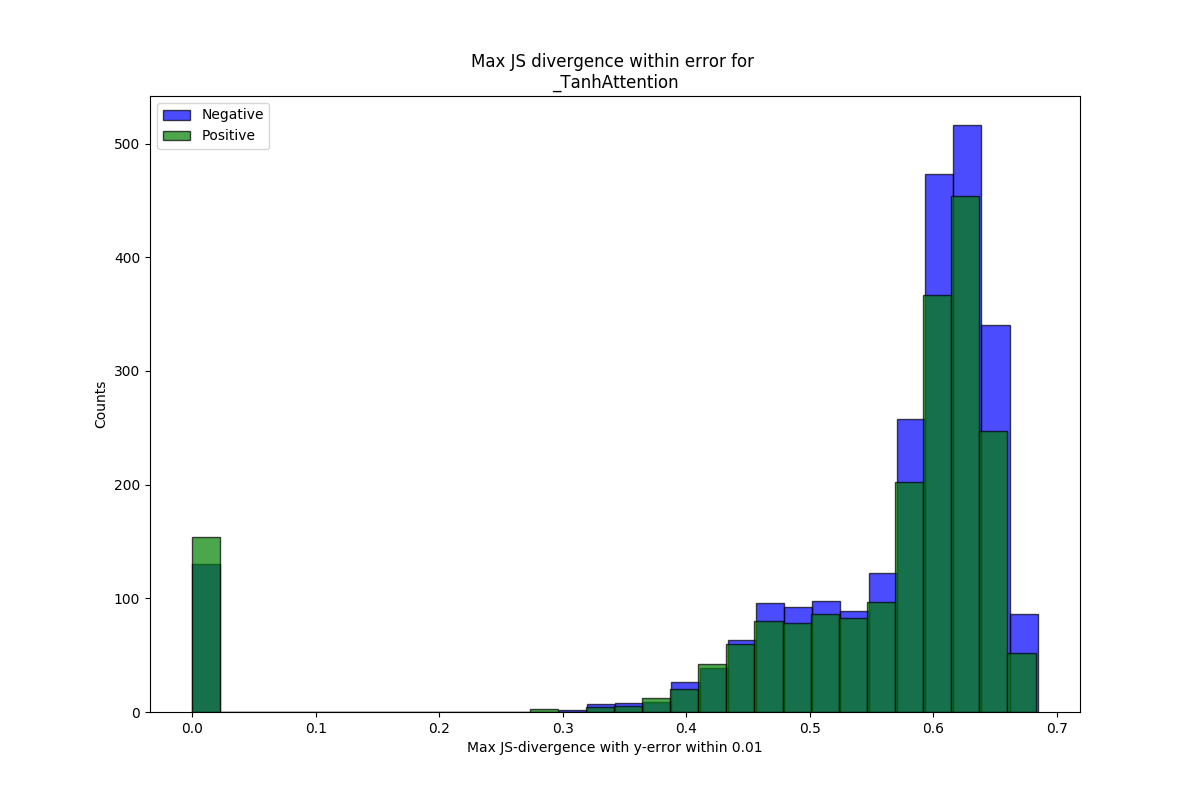 Max JS divergence within error for
_TanhAttention
Negative
Positive
500
400
300
200
100
0
Counts
0.0 0.1 0.2 0.3 0.4 0.5 0.6 0.7
Max JS-divergence with y-error within 0.01